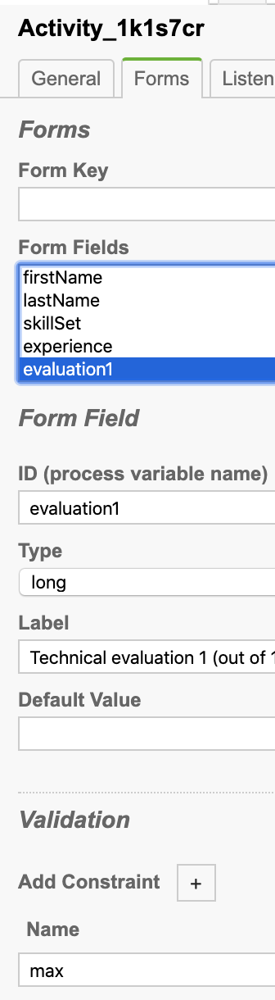 Activity_1k1s7cr
General Forms Listen
Forms
Form Key
Form Fields
firstName
lastName
skillSet
experience
evaluation1
Form Field
ID (process variable name)
evaluation1
Type
long
Label
Technical evaluation 1 (out of 1
Default Value
Validation
Add Constraint +
Name
max